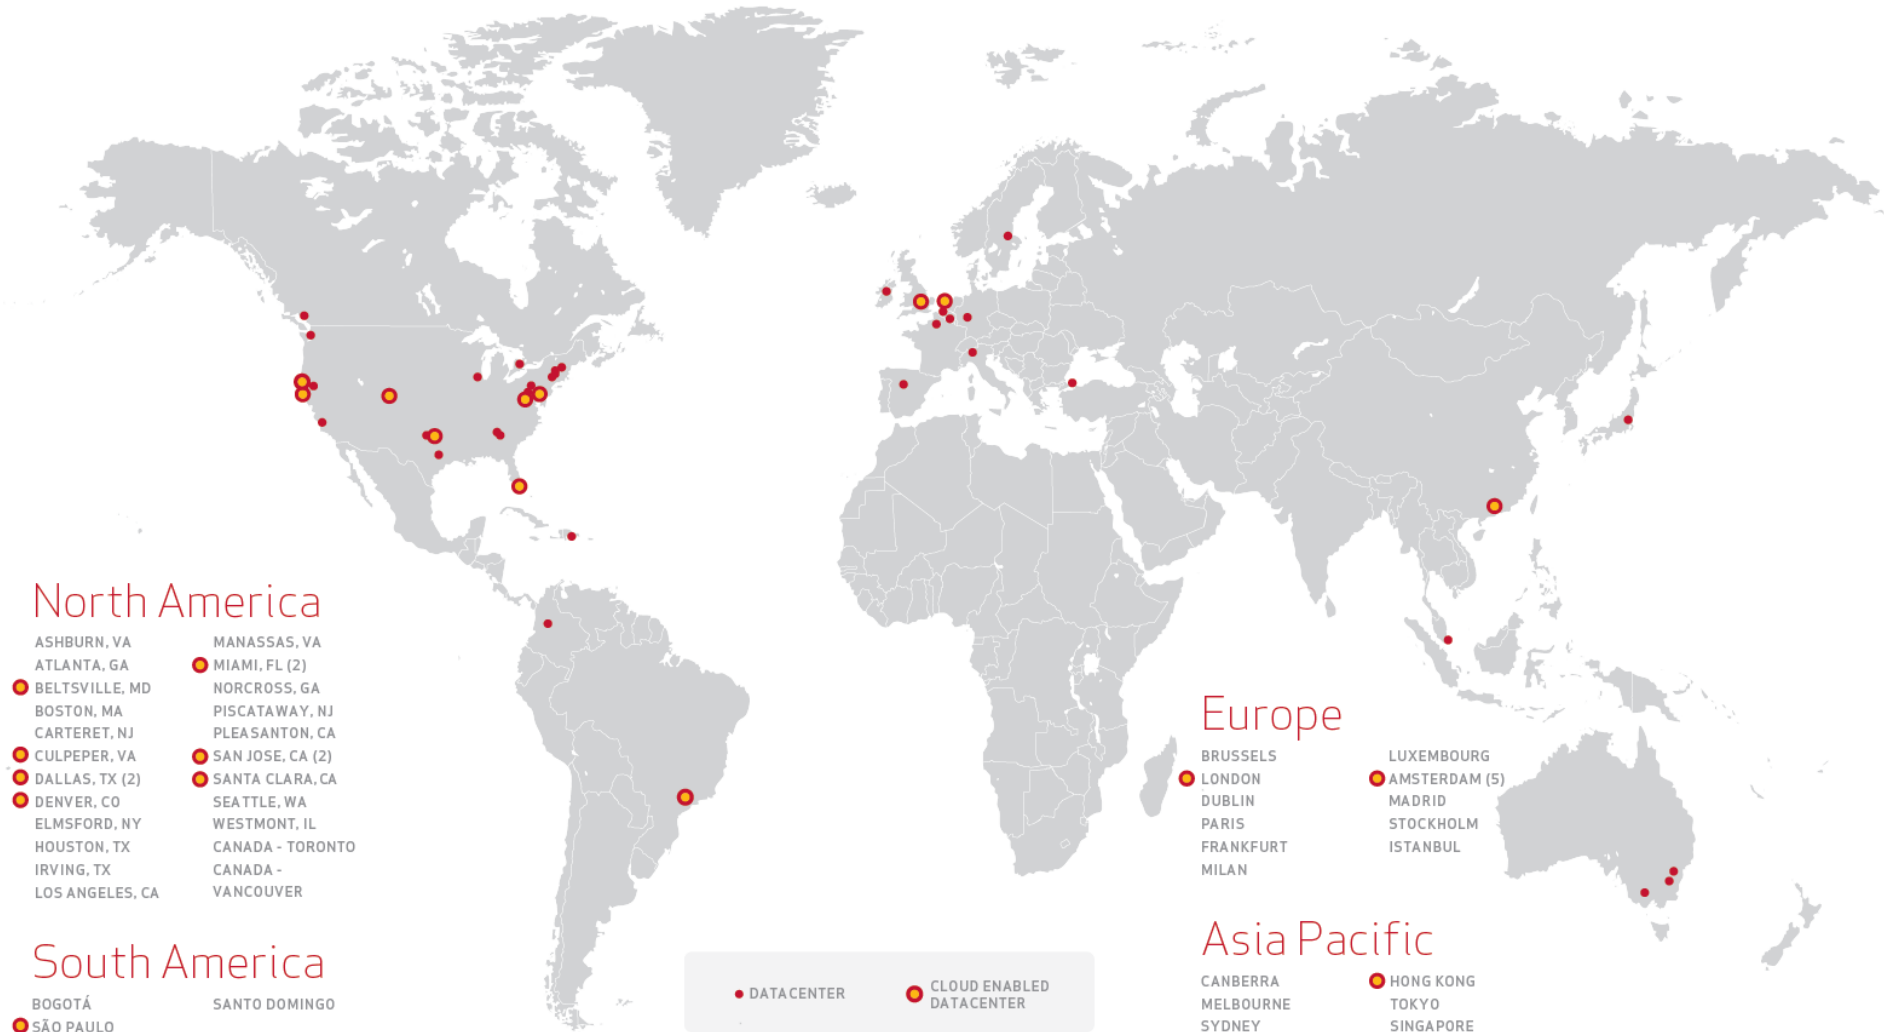 North America
ASHBURN, VA
ATLANTA, GA
BELTSVILLE, MD
BOSTON, MA
CARTERET, NJ
CULPEPER, VA
DALLAS, TX (2)
DENVER, CO
ELMSFORD, NY
HOUSTON, TX
IRVING, TX
LOS ANGELES, CA
MANASSAS, VA
MIAMI, FL (2)
NORCROSS, GA
PISCATAWAY, NJ
PLEASANTON, CA
SAN JOSE, CA (2)
SANTA CLARA, CA
SEATTLE, WA
WESTMONT, IL
CANADA - TORONTO
CANADA -
VANCOUVER
South America
BOGOTÁ
SÃO PAULO
SANTO DOMINGO
DATACENTER
CLOUD ENABLED
DATACENTER
Europe
BRUSSELS
LONDON
DUBLIN
PARIS
FRANKFURT
MILAN
LUXEMBOURG
AMSTERDAM (5)
MADRID
STOCKHOLM
ISTANBUL
Asia Pacific
CANBERRA
MELBOURNE
SYDNEY
HONG KONG
TOKYO
SINGAPORE